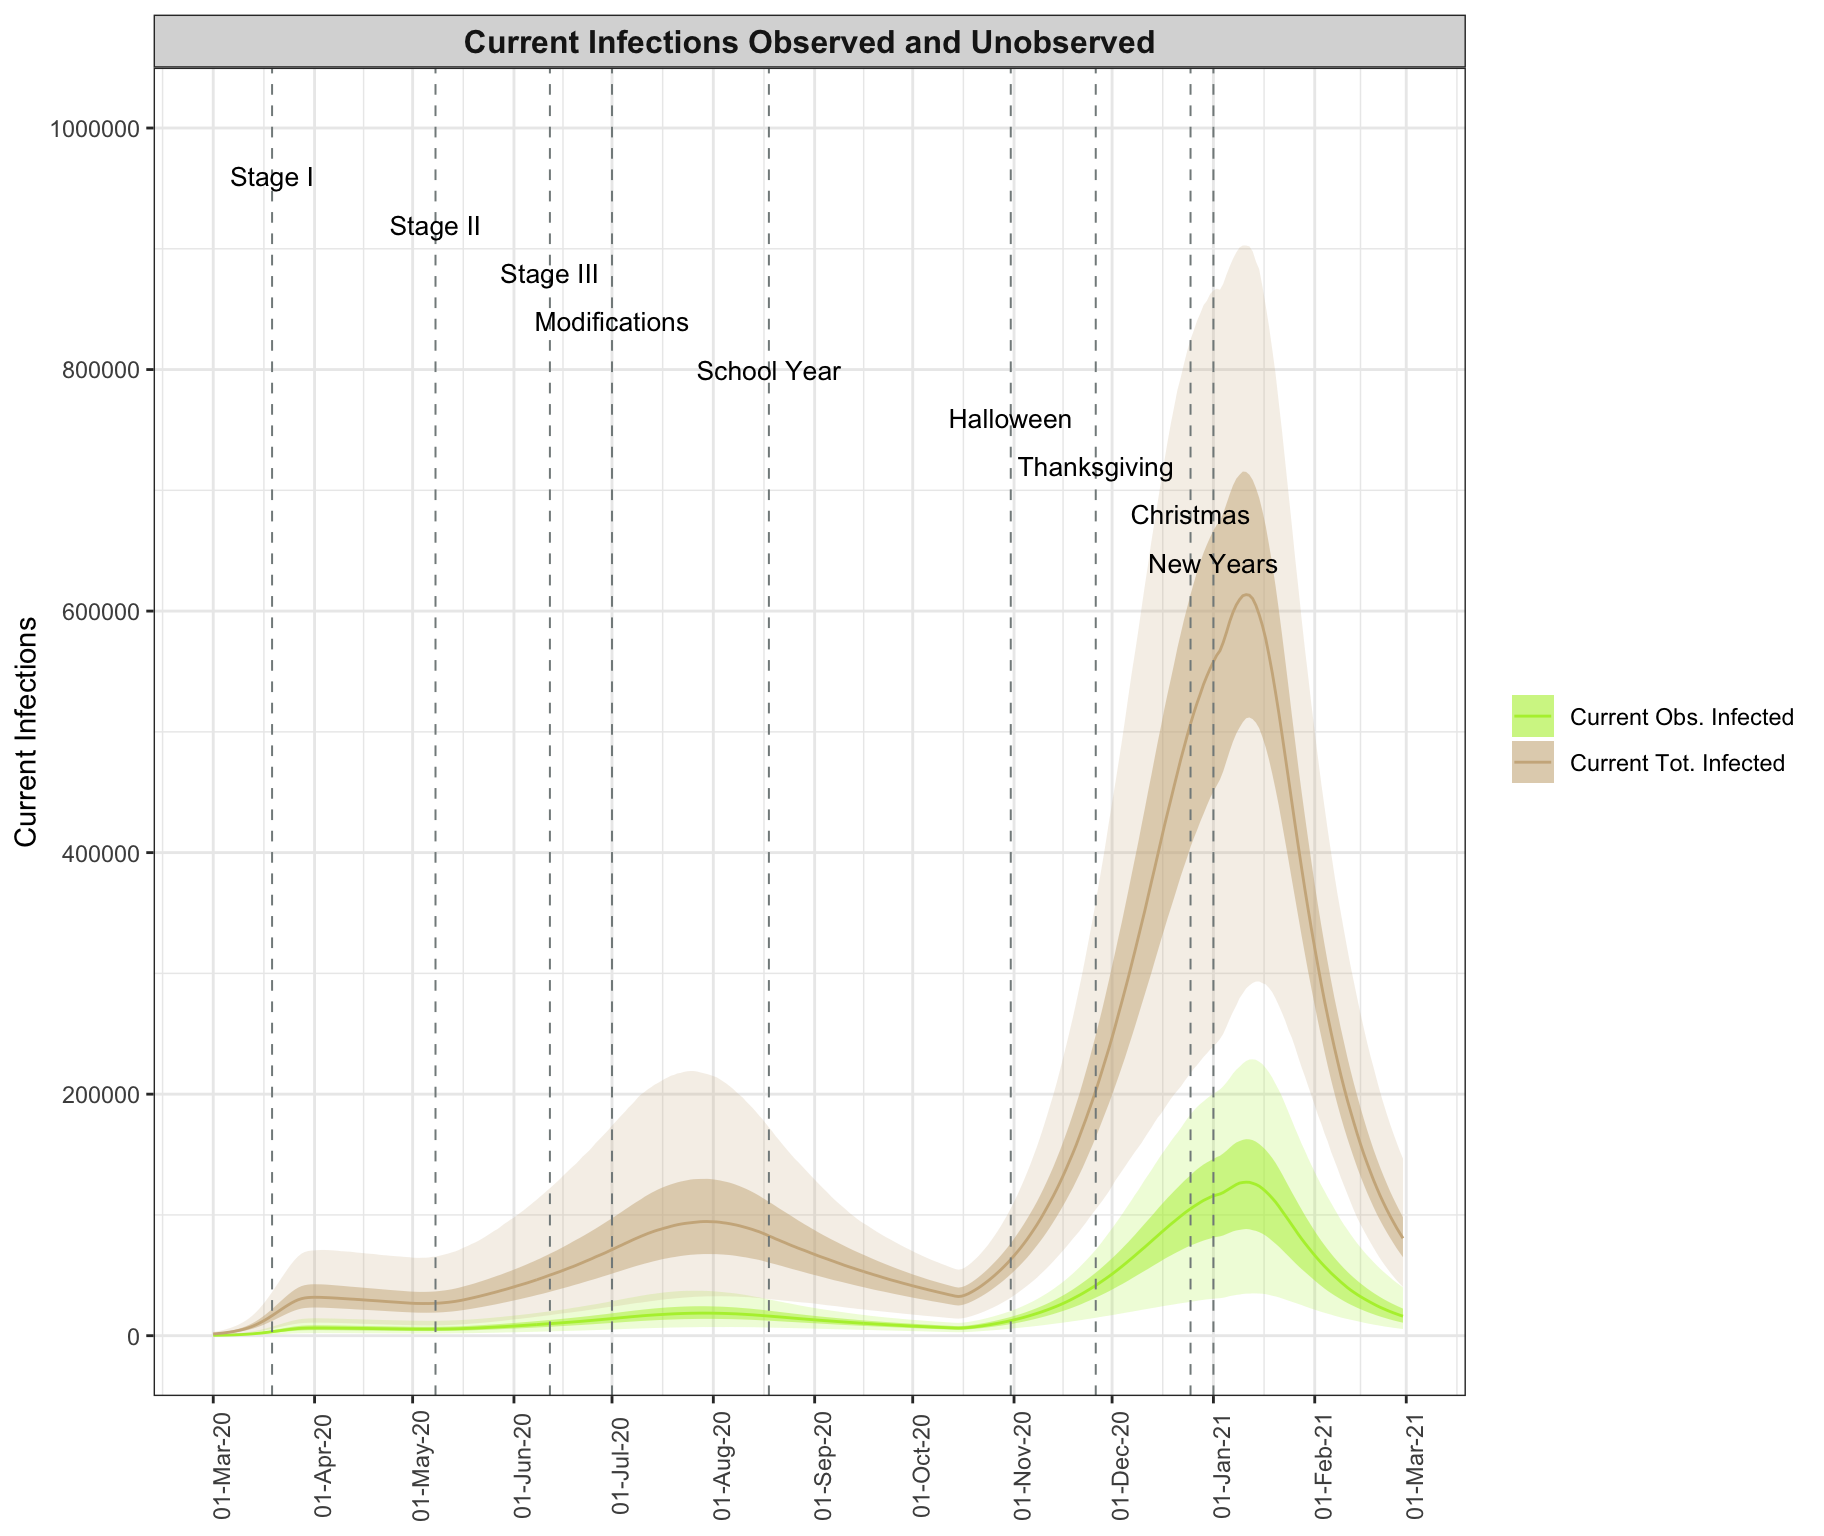 Current Infections Observed and Unobserved
1000000
Stage I
Stage II
Stage III
Modifications
800000
School Year
Halloween
Thanksgiving
Christmas
New Years
600000
Current Infections
Current Obs. Infected
Current Tot. Infected
400000
200000
0
01-Mar-20
01-Apr-20
01-May-20
01-Jun-20
01-Jul-20
01-Aug-20
01-Sep-20
01-Oct-20
01-Nov-20
01-Dec-20
01-Jan-21
01-Feb-21
01-Mar-21